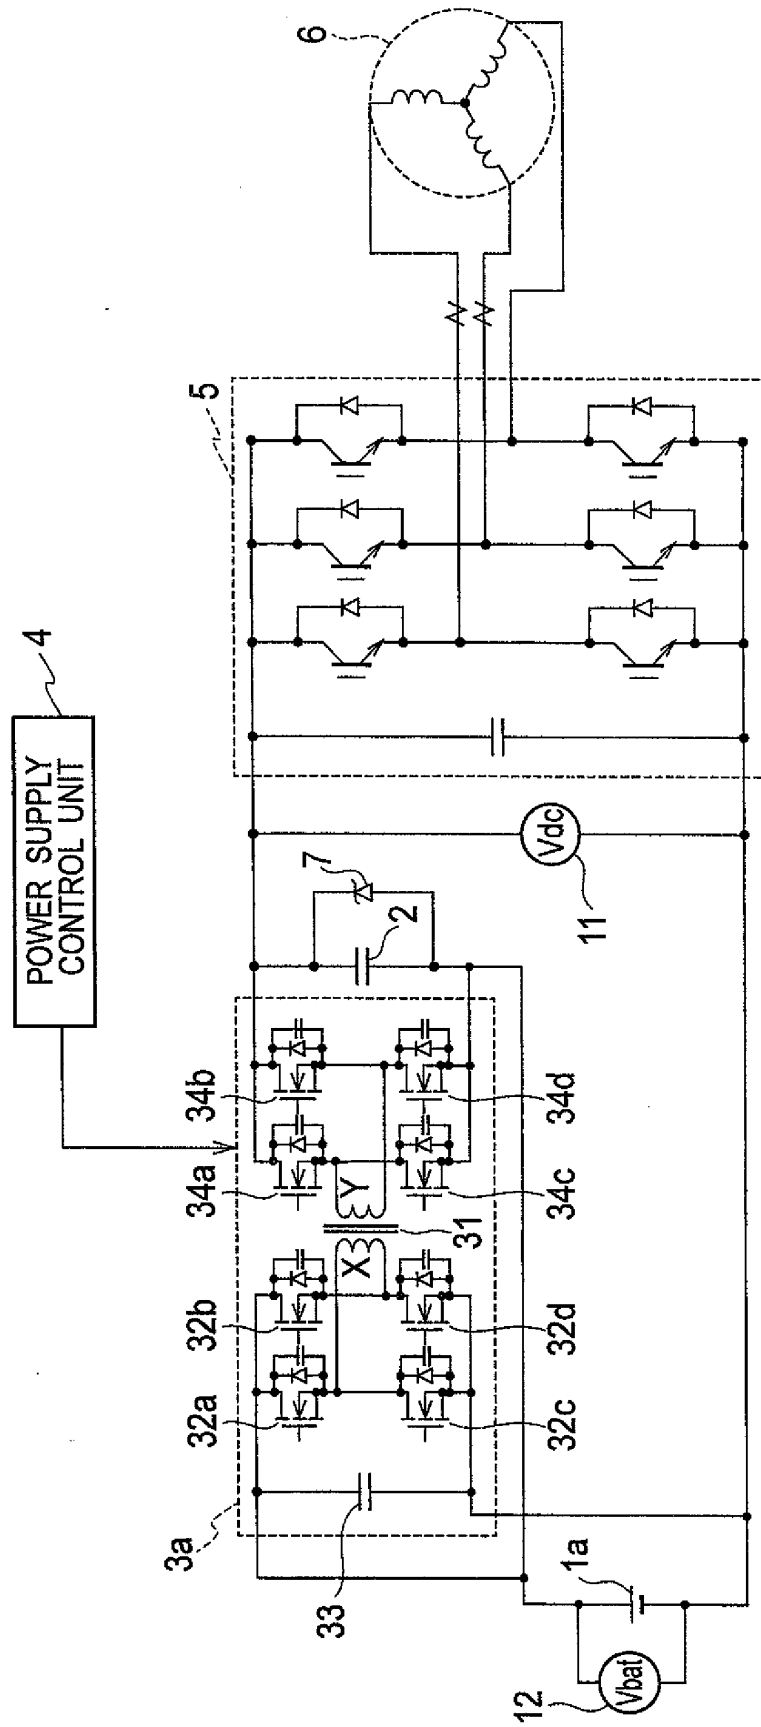 POWER SUPPLY
CONTROL UNIT
4
3a
33
32a
32b
32c
32d
X
Y
31
34a
34b
34c
34d
2
7
5
6
Vdc
11
1a
12
Vbat